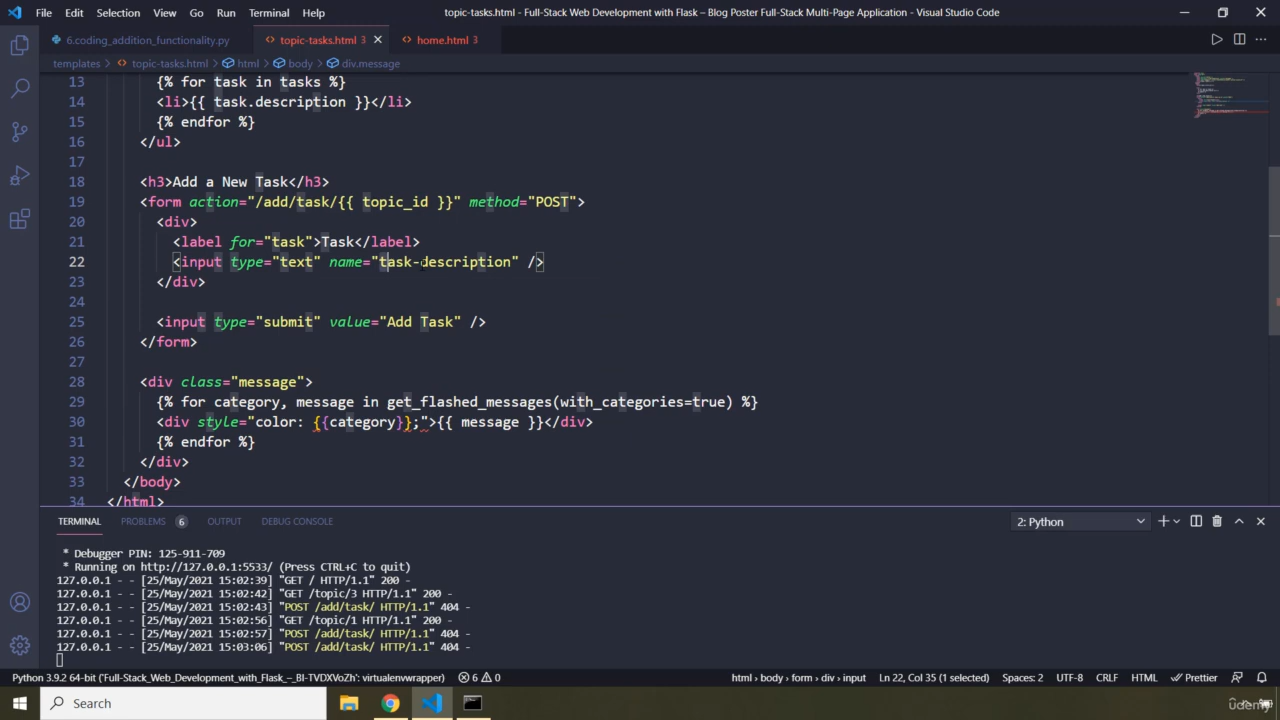 File Edit Selection View Go Run Terminal Help
topic-tasks.html - Full-Stack Web Development with Flask – Blog Poster Full-Stack Multi-Page Application - Visual Studio Code
6.coding_addition_functionality.py topic-tasks.html 3 home.html 3
templates > topic-tasks.html > html > body > div.message
13 {% for task in tasks %}
14 <li>{{ task.description }}</li>
15 {% endfor %}
16 </ul>
17
18 <h3>Add a New Task</h3>
19 <form action="/add/task/{{ topic_id }}" method="POST">
20 <div>
21 <label for="task">Task</label>
22 <input type="text" name="task-description" />
23 </div>
24
25 <input type="submit" value="Add Task" />
26 </form>
27
28 <div class="message">
29 {% for category, message in get_flashed_messages(with_categories=true) %}
30 <div style="color: {{category}};">{{ message }}</div>
31 {% endfor %}
32 </div>
33 </body>
34 </html>
TERMINAL PROBLEMS 6 OUTPUT DEBUG CONSOLE 2: Python
* Debugger PIN: 125-911-709
* Running on http://127.0.0.1:5533/ (Press CTRL+C to quit)
127.0.0.1 - - [25/May/2021 15:02:39] "GET / HTTP/1.1" 200 -
127.0.0.1 - - [25/May/2021 15:02:42] "GET /topic/3 HTTP/1.1" 200 -
127.0.0.1 - - [25/May/2021 15:02:43] "POST /add/task/ HTTP/1.1" 404 -
127.0.0.1 - - [25/May/2021 15:02:56] "GET /topic/1 HTTP/1.1" 200 -
127.0.0.1 - - [25/May/2021 15:02:57] "POST /add/task/ HTTP/1.1" 404 -
127.0.0.1 - - [25/May/2021 15:03:06] "POST /add/task/ HTTP/1.1" 404 -
Python 3.9.2 64-bit ('Full-Stack_Web_Development_with_Flask_-_BI-TVDXVoZh': virtualenvwrapper) 6 0 html > body > form > div > input Ln 22, Col 35 (1 selected) Spaces: 2 UTF-8 CRLF HTML Prettier
Search
udemy